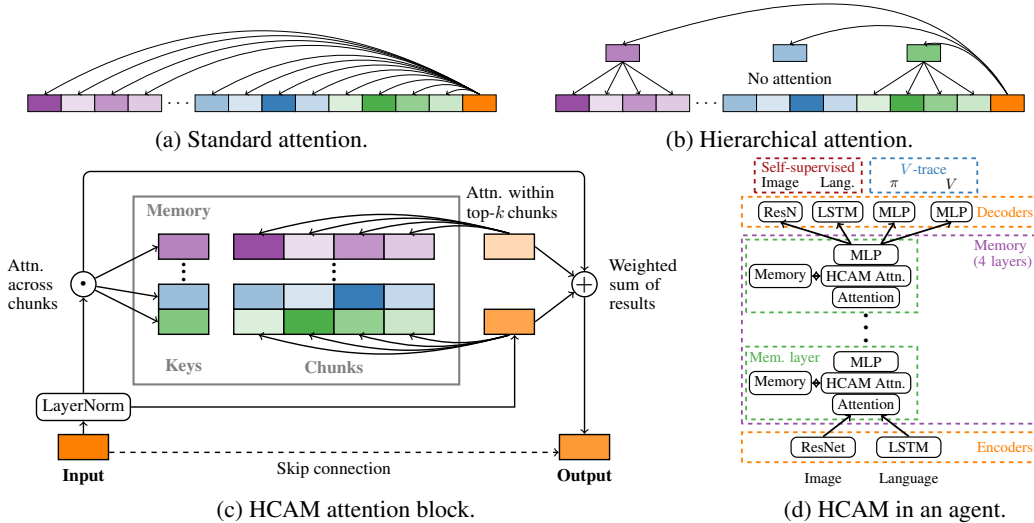 No attention
(a) Standard attention.
(b) Hierarchical attention.
Memory
Attn. within
top-k chunks
Attn.
across
chunks
Weighted
sum of
results
Keys
Chunks
LayerNorm
Input
Skip connection
Output
(c) HCAM attention block.
Self-supervised
Image Lang.
V-trace
π V
ResN LSTM MLP MLP
Decoders
Memory
(4 layers)
MLP
Memory HCAM Attn.
Attention
Mem. layer
MLP
Memory HCAM Attn.
Attention
ResNet LSTM
Encoders
Image Language
(d) HCAM in an agent.